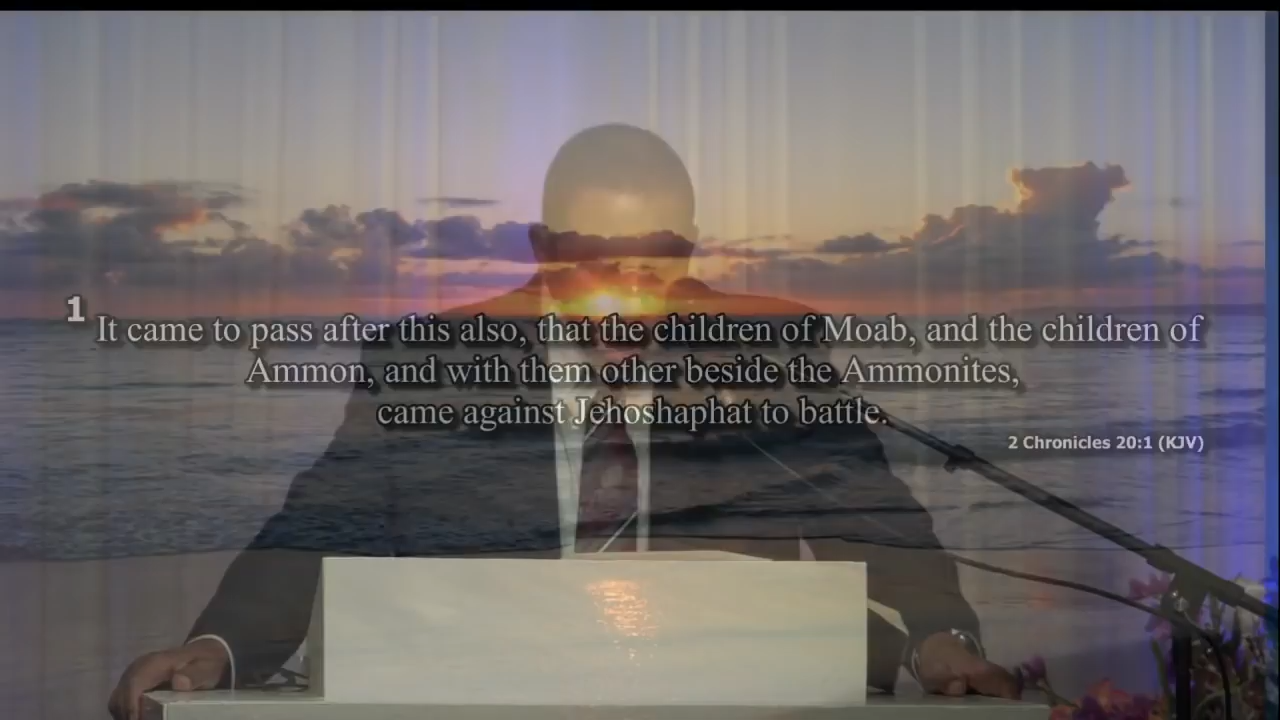 1 It came to pass after this also, that the children of Moab, and the children of
Ammon, and with them other beside the Ammonites,
came against Jehoshaphat to battle.
2 Chronicles 20:1 (KJV)